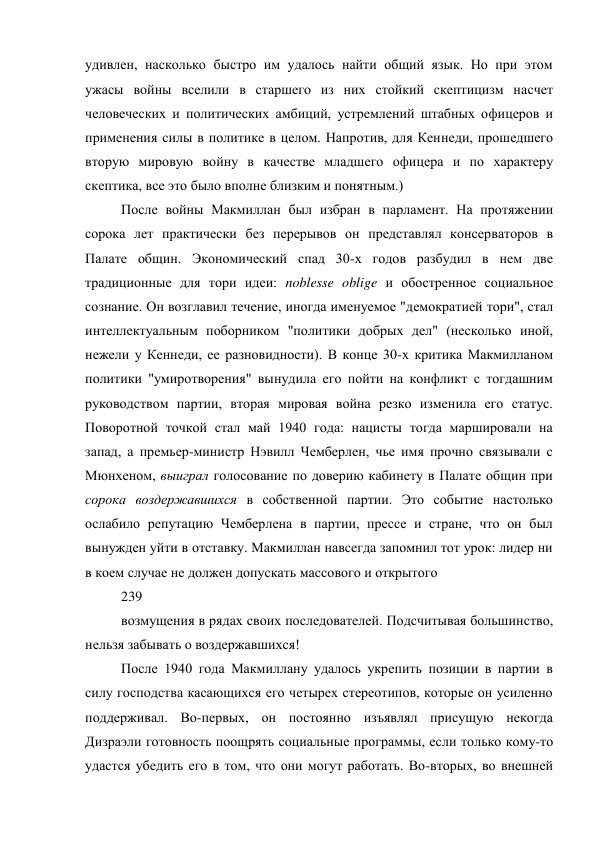 удивлен, насколько быстро им удалось найти общий язык. Но при этом
ужасы войны вселили в старшего из них стойкий скептицизм насчет
человеческих и политических амбиций, устремлений штабных офицеров и
применения силы в политике в целом. Напротив, для Кеннеди, прошедшего
вторую мировую войну в качестве младшего офицера и по характеру
скептика, все это было вполне близким и понятным.)
После войны Макмиллан был избран в парламент. На протяжении
сорока лет практически без перерывов он представлял консерваторов в
Палате общин. Экономический спад 30-х годов разбудил в нем две
традиционные для тори идеи: noblesse oblige и обостренное социальное
сознание. Он возглавил течение, иногда именуемое "демократией тори", стал
интеллектуальным поборником "политики добрых дел" (несколько иной,
нежели у Кеннеди, ее разновидности). В конце 30-х критика Макмилланом
политики "умиротворения" вынудила его пойти на конфликт с тогдашним
руководством партии, вторая мировая война резко изменила его статус.
Поворотной точкой стал май 1940 года: нацисты тогда маршировали на
запад, а премьер-министр Нэвилл Чемберлен, чье имя прочно связывали с
Мюнхеном, выиграл голосование по доверию кабинету в Палате общин при
сорока воздержавшихся в собственной партии. Это событие настолько
ослабило репутацию Чемберлена в партии, прессе и стране, что он был
вынужден уйти в отставку. Макмиллан навсегда запомнил тот урок: лидер ни
в коем случае не должен допускать массового и открытого
239
возмущения в рядах своих последователей. Подсчитывая большинство,
нельзя забывать о воздержавшихся!
После 1940 года Макмиллану удалось укрепить позиции в партии в
силу господства касающихся его четырех стереотипов, которые он усиленно
поддерживал. Во-первых, он постоянно изъявлял присущую некогда
Дизраэли готовность поощрять социальные программы, если только кому-то
удастся убедить его в том, что они могут работать. Во-вторых, во внешней